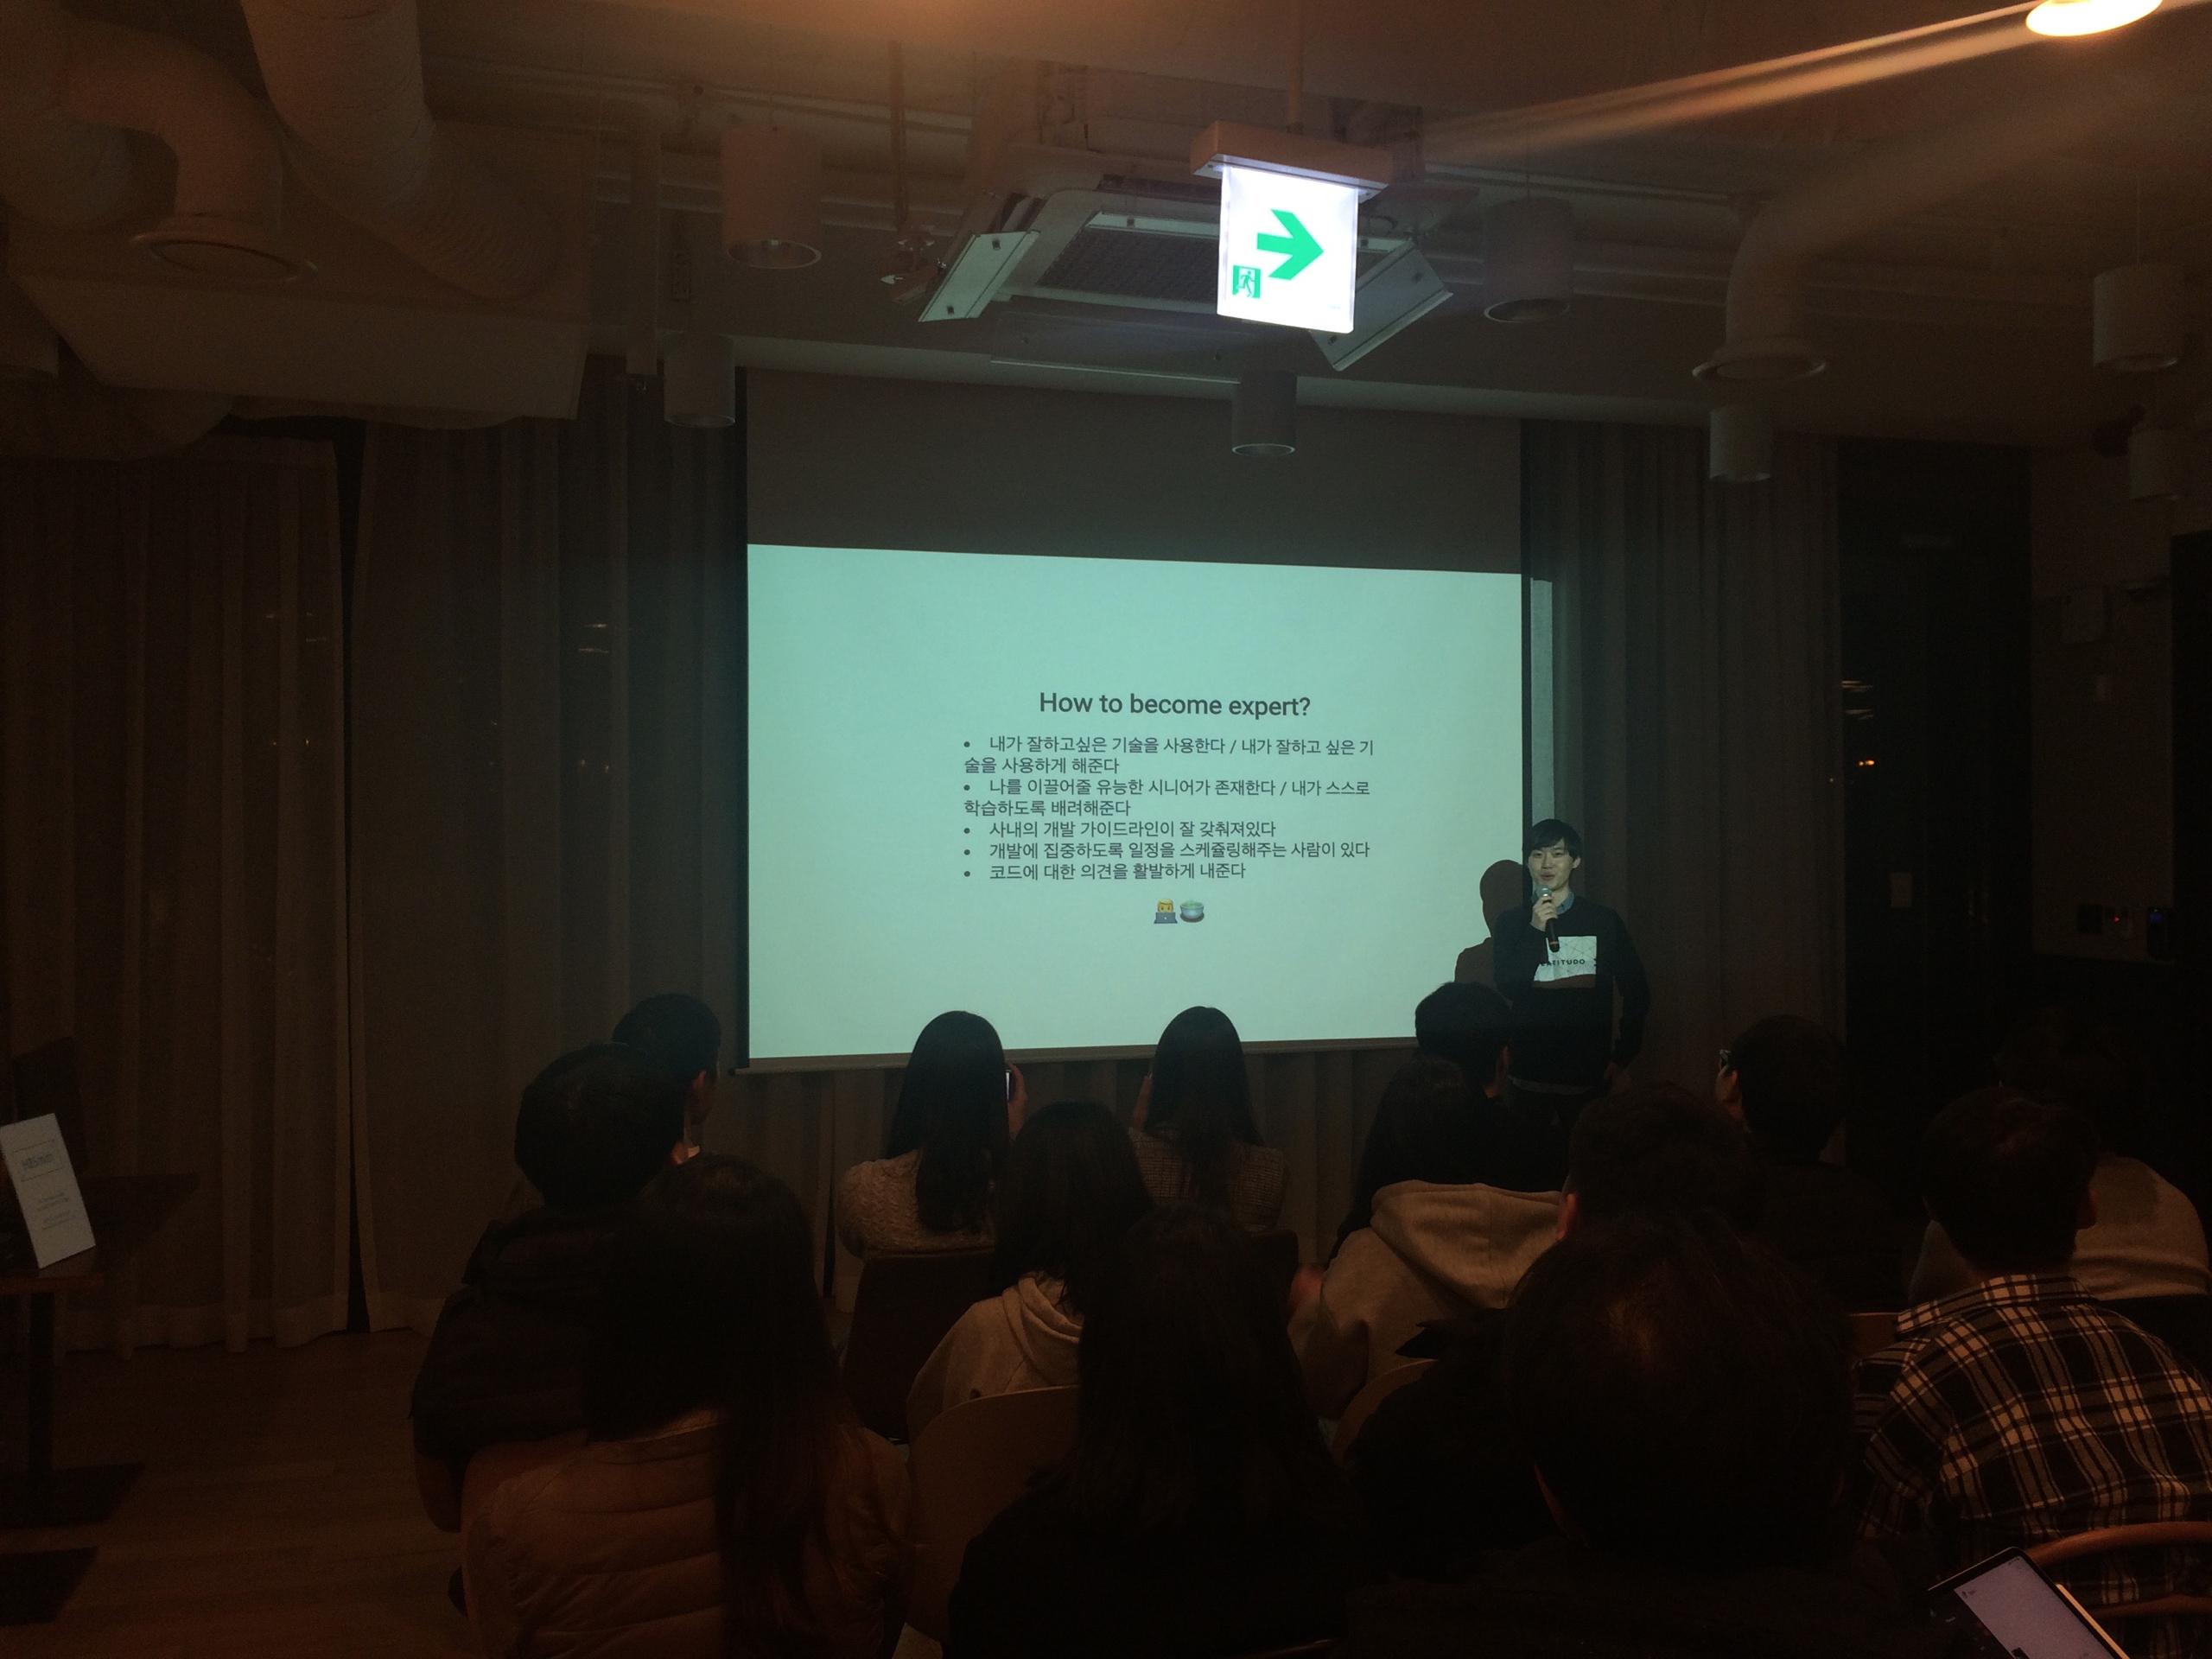 How to become expert?
• 내가 잘하고싶은 기술을 사용한다 / 내가 잘하고 싶은 기
술을 사용하게 해준다
• 나를 이끌어줄 유능한 시니어가 존재한다 / 내가 스스로
학습하도록 배려해준다
• 사내의 개발 가이드라인이 잘 갖춰져있다
• 개발에 집중하도록 일정을 스케쥴링해주는 사람이 있다
• 코드에 대한 의견을 활발하게 내준다